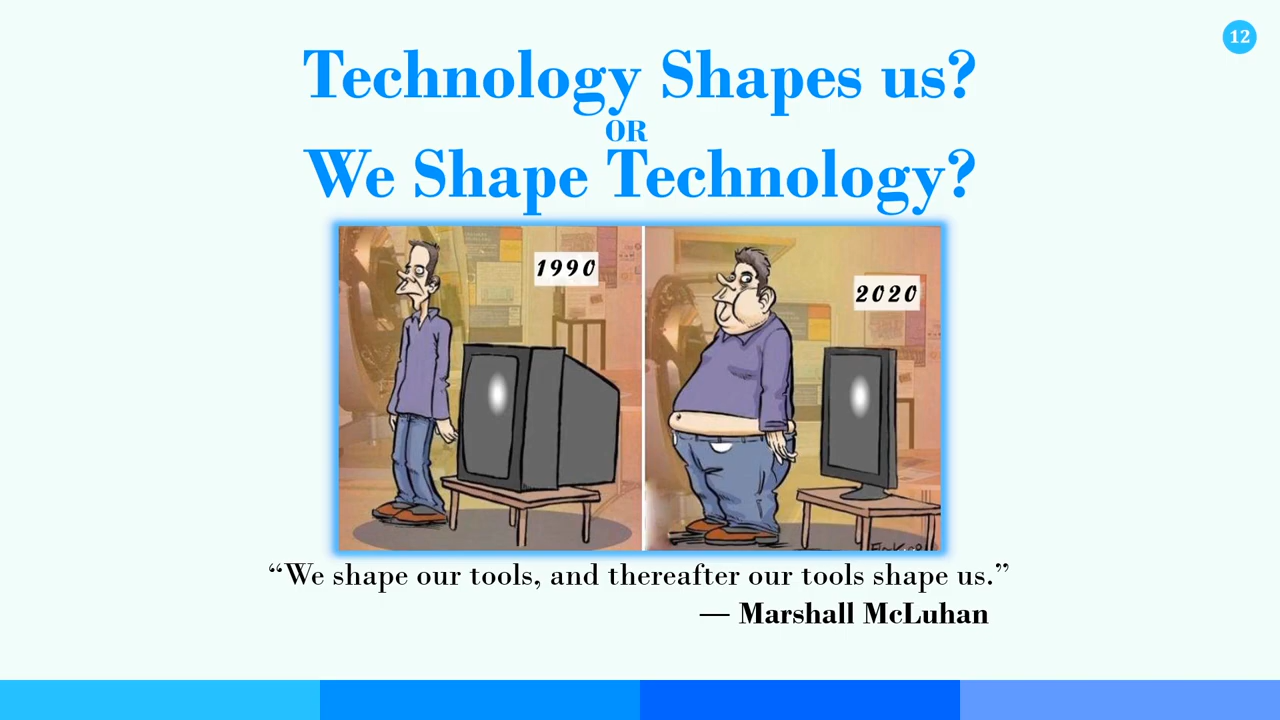 12
Technology Shapes us?
OR
We Shape Technology?
1990
2020
“We shape our tools, and thereafter our tools shape us.”
— Marshall McLuhan